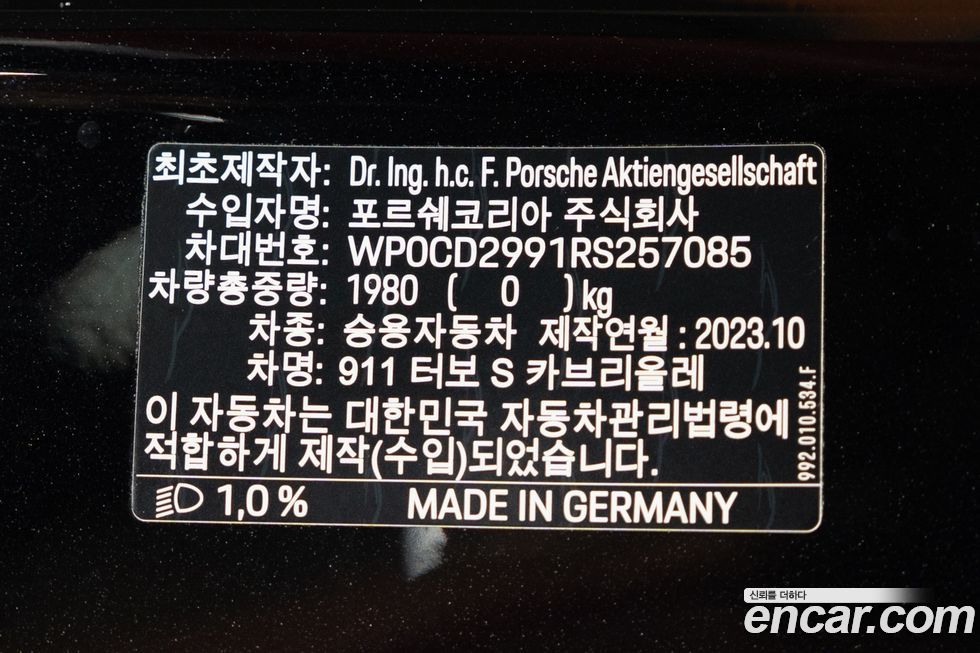 최초제작자: Dr. Ing. h.c. F. Porsche Aktiengesellschaft
수입자명: 포르쉐코리아 주식회사
차대번호: WP0CD2991RS257085
차량총중량: 1980 ( 0 ) kg
차종: 승용자동차 제작연월 : 2023.10
차명: 911 터보 S 카브리올레
이 자동차는 대한민국 자동차관리법령에
적합하게 제작(수입)되었습니다.
992.010.534.F
1,0 % MADE IN GERMANY
신뢰를 더하다
encar.com